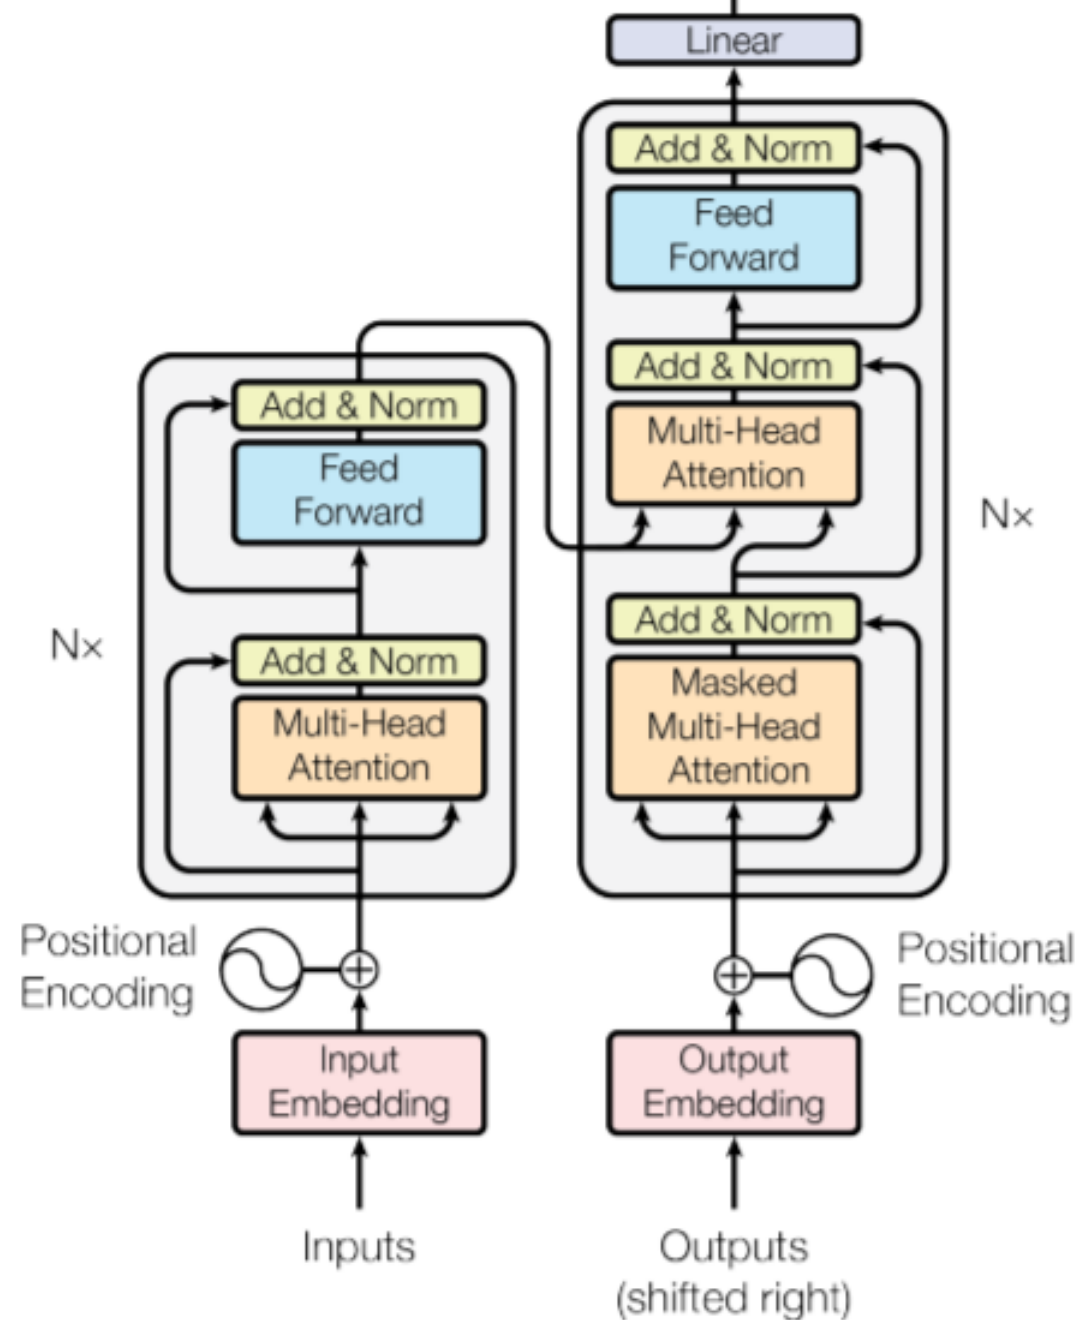 Linear
Add & Norm
Feed
Forward
Add & Norm
Multi-Head
Attention
Add & Norm
Masked
Multi-Head
Attention
Nx
Add & Norm
Feed
Forward
Add & Norm
Multi-Head
Attention
Nx
Positional
Encoding
Positional
Encoding
Input
Embedding
Output
Embedding
Inputs
Outputs
(shifted right)